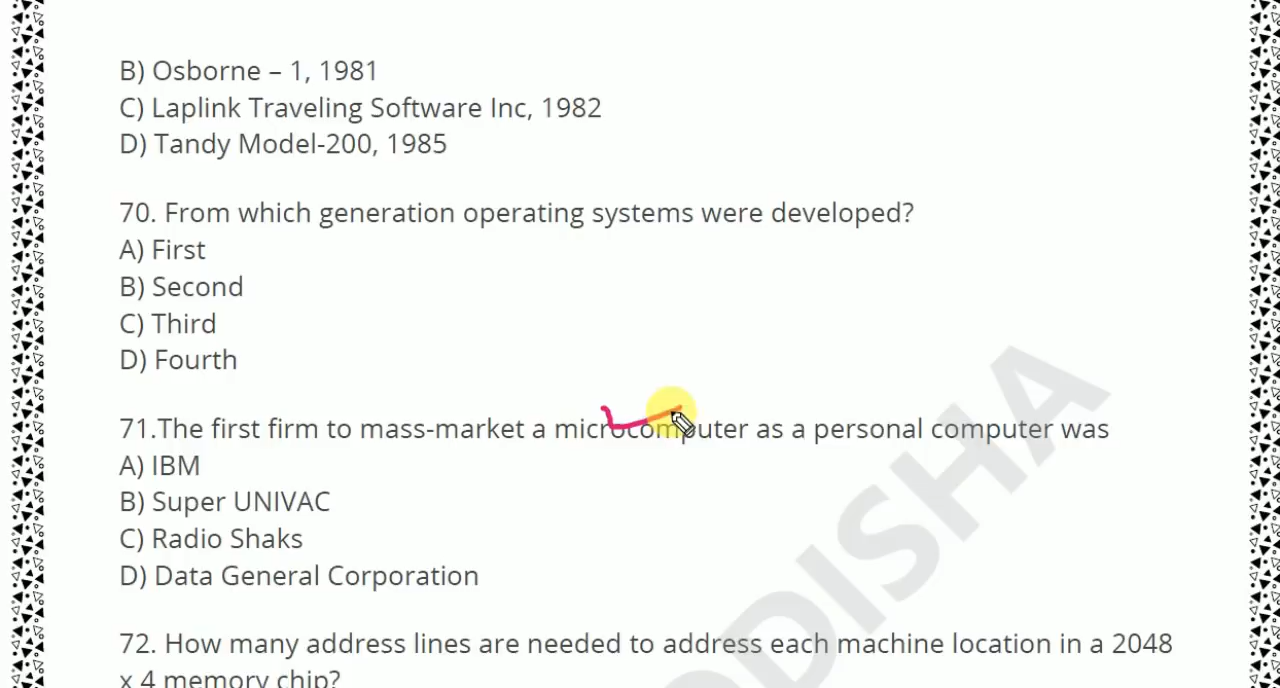 B) Osborne – 1, 1981
C) Laplink Traveling Software Inc, 1982
D) Tandy Model-200, 1985
70. From which generation operating systems were developed?
A) First
B) Second
C) Third
D) Fourth
71.The first firm to mass-market a microcomputer as a personal computer was
A) IBM
B) Super UNIVAC
C) Radio Shaks
D) Data General Corporation
72. How many address lines are needed to address each machine location in a 2048
x 4 memory chip?
ODISHA